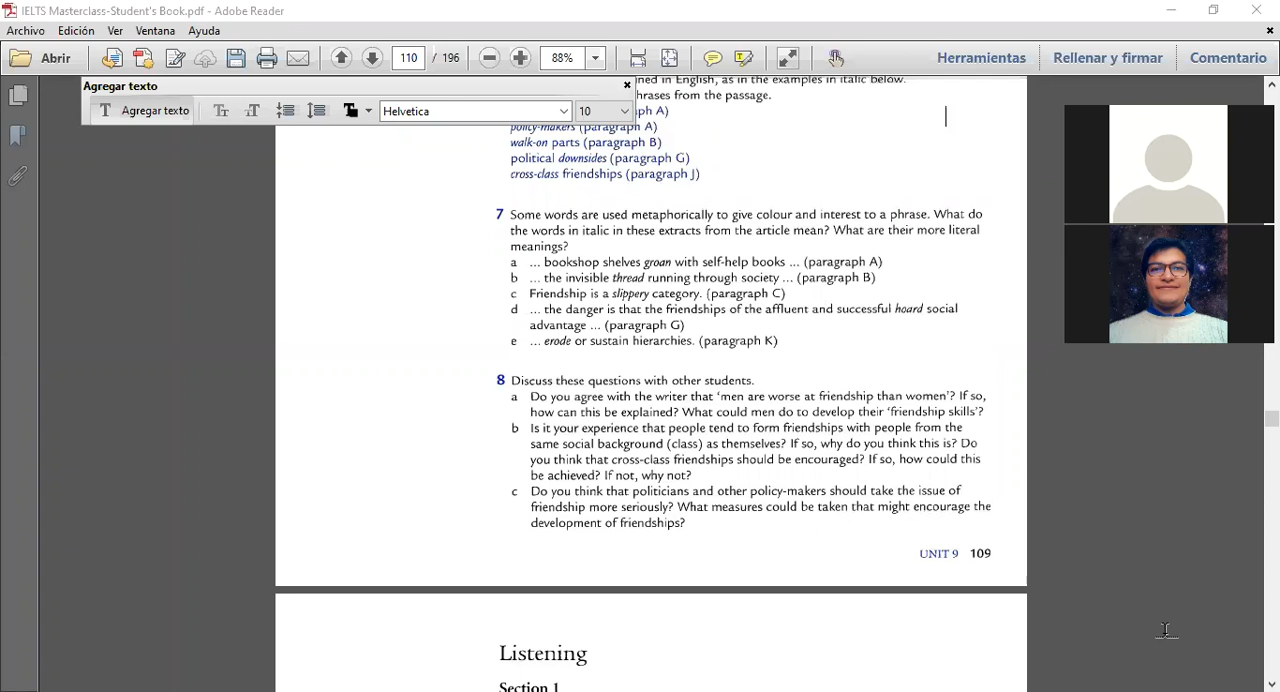 IELTS Masterclass-Student's Book.pdf - Adobe Reader
Archivo Edición Ver Ventana Ayuda
Abrir 110 / 196 88% Herramientas Rellenar y firmar Comentario
Agregar texto
T Agregar texto Helvetica 10
ned in English, as in the examples in italic below.
hrases from the passage.
ph A)
policy-makers (paragraph A)
walk-on parts (paragraph B)
political downsides (paragraph G)
cross-class friendships (paragraph J)
7 Some words are used metaphorically to give colour and interest to a phrase. What do
the words in italic in these extracts from the article mean? What are their more literal
meanings?
a ... bookshop shelves groan with self-help books ... (paragraph A)
b ... the invisible thread running through society ... (paragraph B)
c Friendship is a slippery category. (paragraph C)
d ... the danger is that the friendships of the affluent and successful hoard social
advantage ... (paragraph G)
e ... erode or sustain hierarchies. (paragraph K)
8 Discuss these questions with other students.
a Do you agree with the writer that ‘men are worse at friendship than women’? If so,
how can this be explained? What could men do to develop their ‘friendship skills’?
b Is it your experience that people tend to form friendships with people from the
same social background (class) as themselves? If so, why do you think this is? Do
you think that cross-class friendships should be encouraged? If so, how could this
be achieved? If not, why not?
c Do you think that politicians and other policy-makers should take the issue of
friendship more seriously? What measures could be taken that might encourage the
development of friendships?
UNIT 9 109
Listening
Section 1